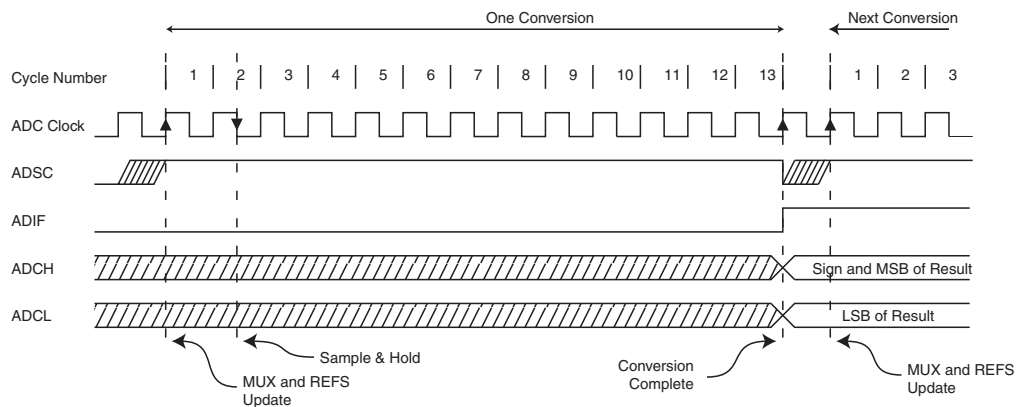 One Conversion Next Conversion
Cycle Number 1 2 3 4 5 6 7 8 9 10 11 12 13 1 2 3
ADC Clock
ADSC
ADIF
ADCH Sign and MSB of Result
ADCL LSB of Result
Sample & Hold
MUX and REFS
Update
Conversion
Complete
MUX and REFS
Update